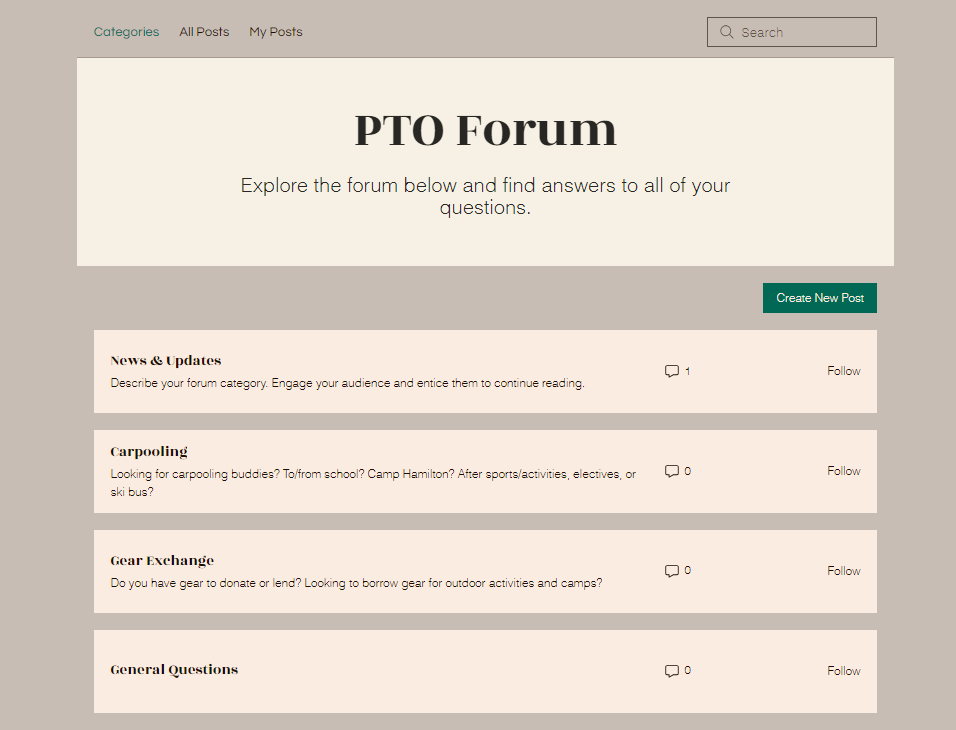 Categories All Posts My Posts Search
PTO Forum
Explore the forum below and find answers to all of your
questions.
Create New Post
News & Updates
Describe your forum category. Engage your audience and entice them to continue reading.
1
Follow
Carpooling
Looking for carpooling buddies? To/from school? Camp Hamilton? After sports/activities, electives, or
ski bus?
0
Follow
Gear Exchange
Do you have gear to donate or lend? Looking to borrow gear for outdoor activities and camps?
0
Follow
General Questions
0
Follow